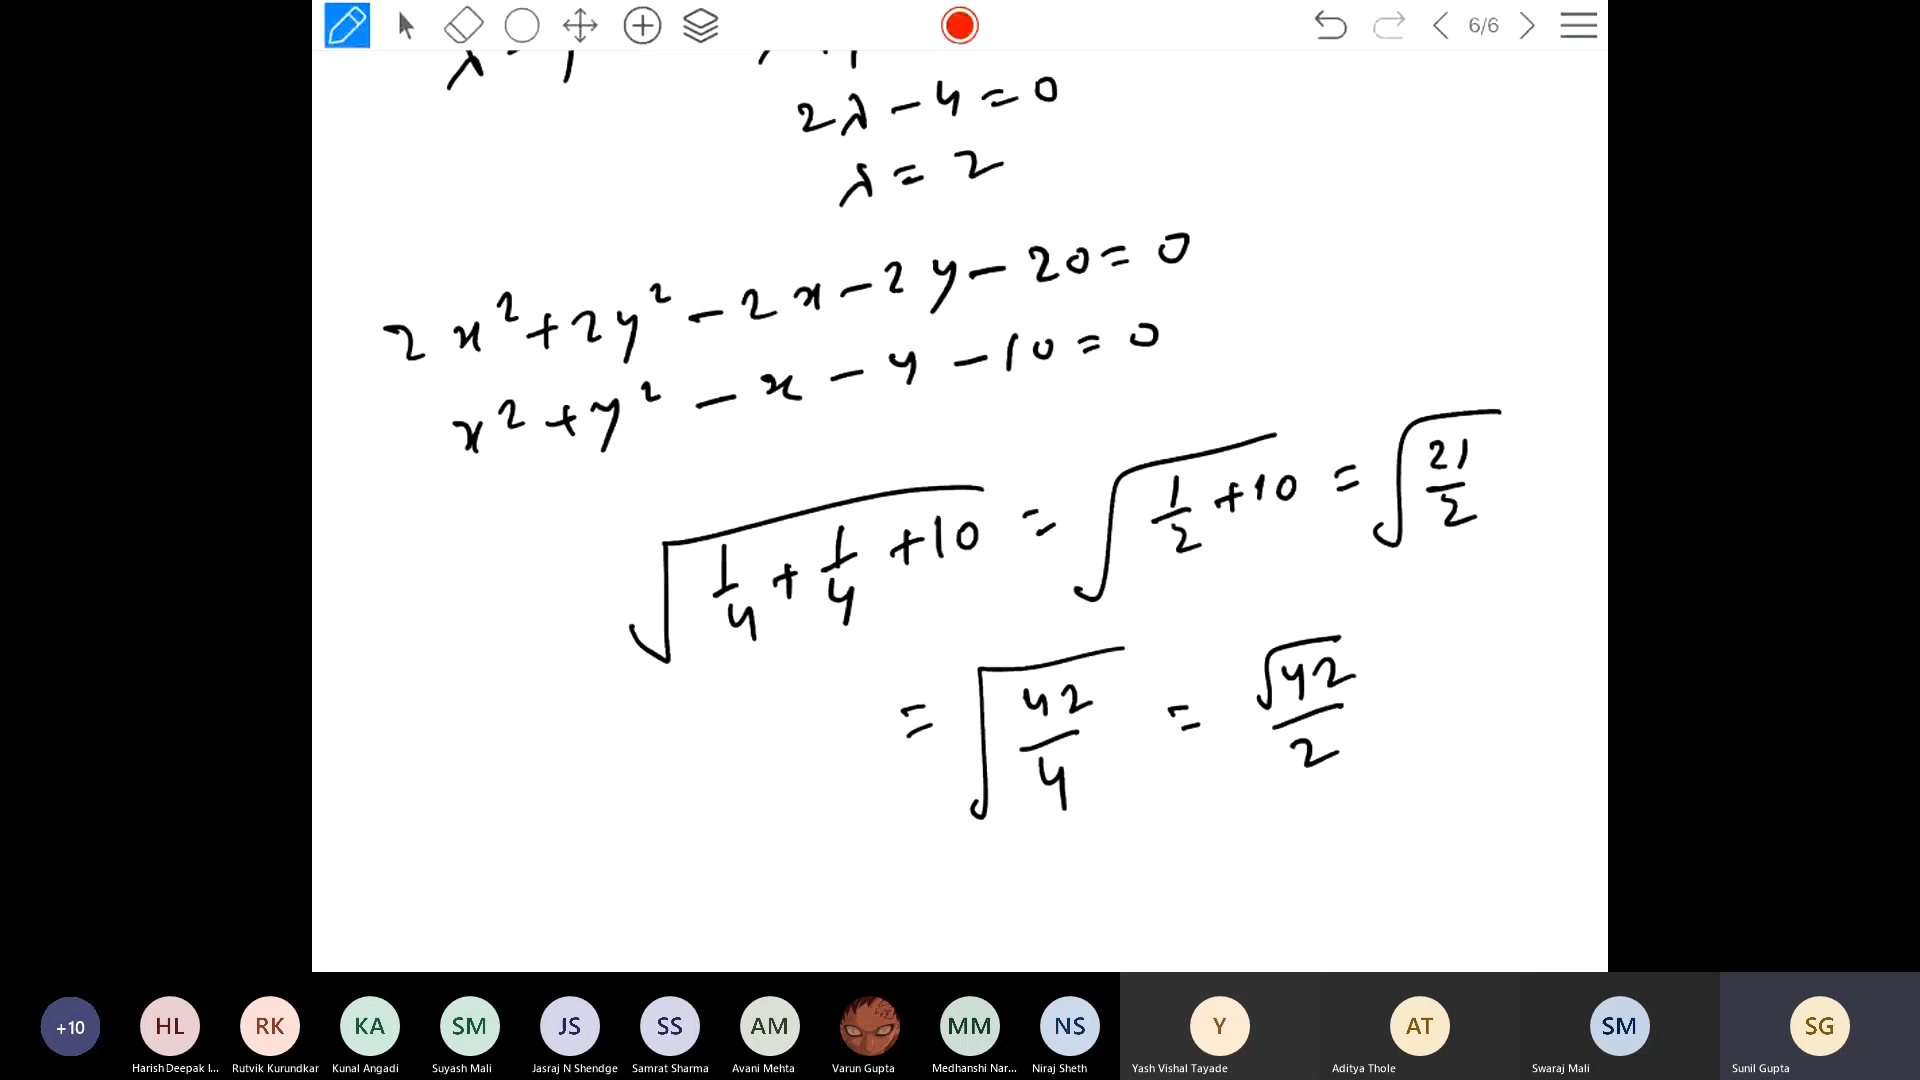 6/6
2λ - 4 = 0
λ = 2
2x² + 2y² - 2x - 2y - 20 = 0
x² + y² - x - y - 10 = 0
√(1/4 + 1/4 + 10) = √(1/2 + 10) = √(21/2)
= √(42/4) = √42/2
+10 HL RK KA SM JS SS AM MM NS Y AT SM SG
Harish Deepak I... Rutvik Kurundkar Kunal Angadi Suyash Mali Jasraj N Shendge Samrat Sharma Avani Mehta Varun Gupta Medhanshi Nar... Niraj Sheth Yash Vishal Tayade Aditya Thole Swaraj Mali Sunil Gupta